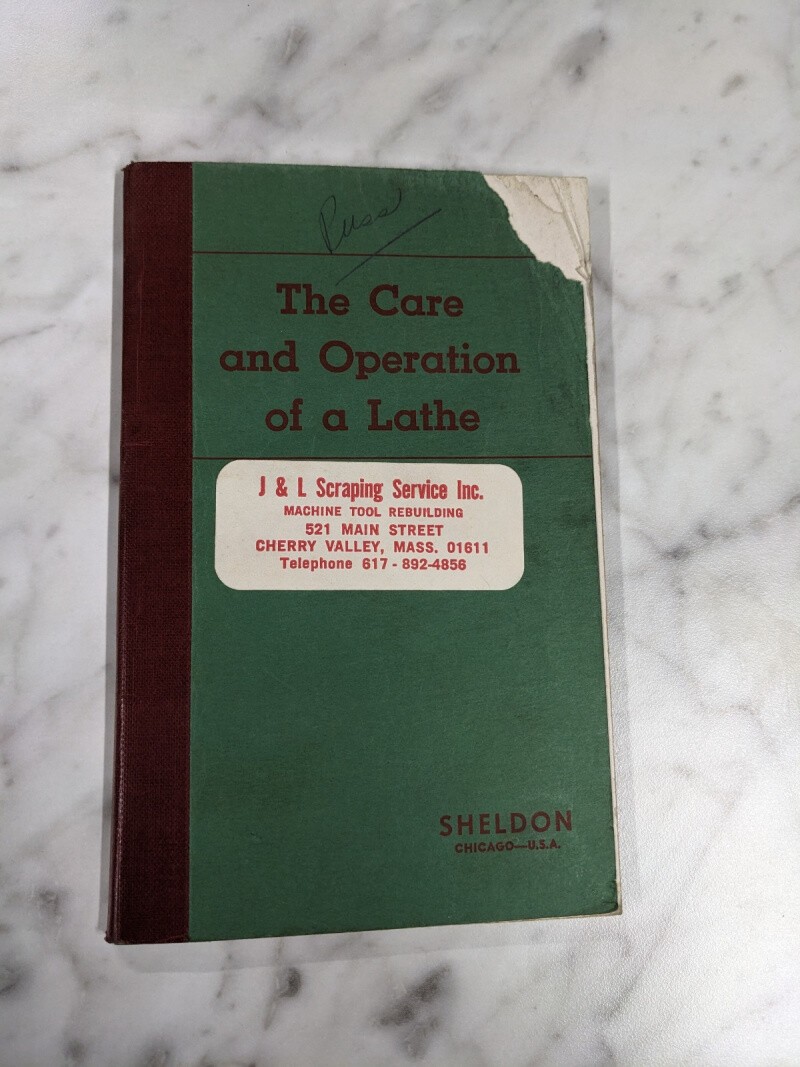 Russ
The Care
and Operation
of a Lathe
J & L Scraping Service Inc.
MACHINE TOOL REBUILDING
521 MAIN STREET
CHERRY VALLEY, MASS. 01611
Telephone 617 - 892-4856
SHELDON
CHICAGO—U.S.A.